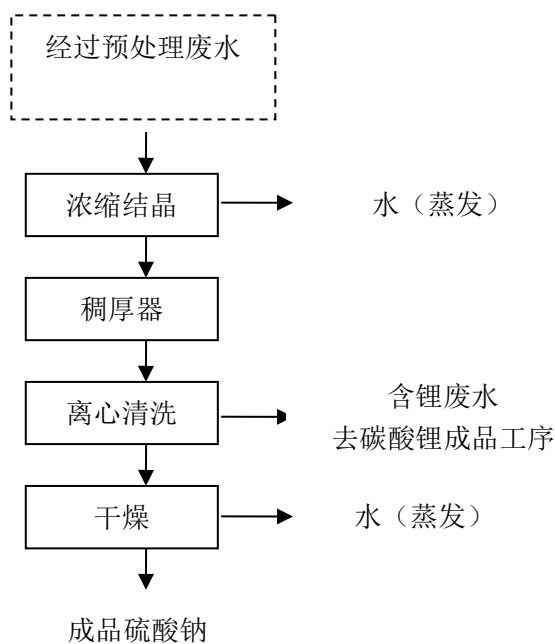 经过预处理废水
浓缩结晶
水（蒸发）
稠厚器
离心清洗
含锂废水
去碳酸锂成品工序
干燥
水（蒸发）
成品硫酸钠